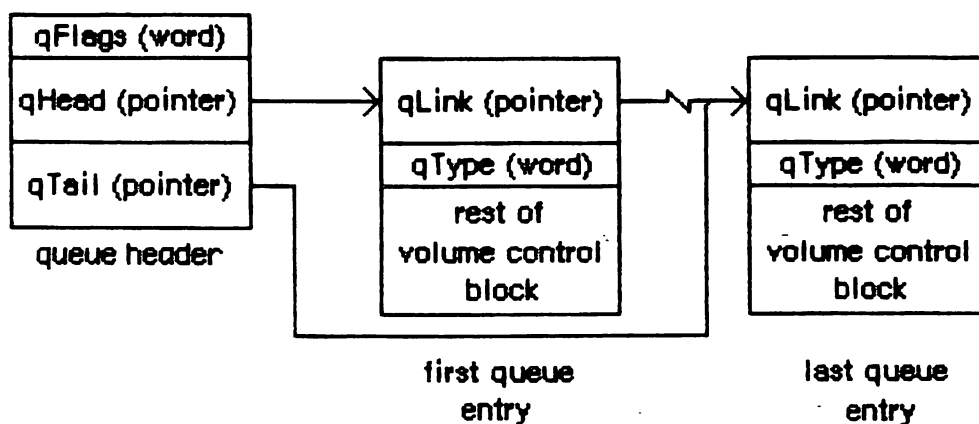 qFlags (word)
qHead (pointer)
qTail (pointer)
queue header
qLink (pointer)
qType (word)
rest of
volume control
block
first queue
entry
qLink (pointer)
qType (word)
rest of
volume control
block
last queue
entry